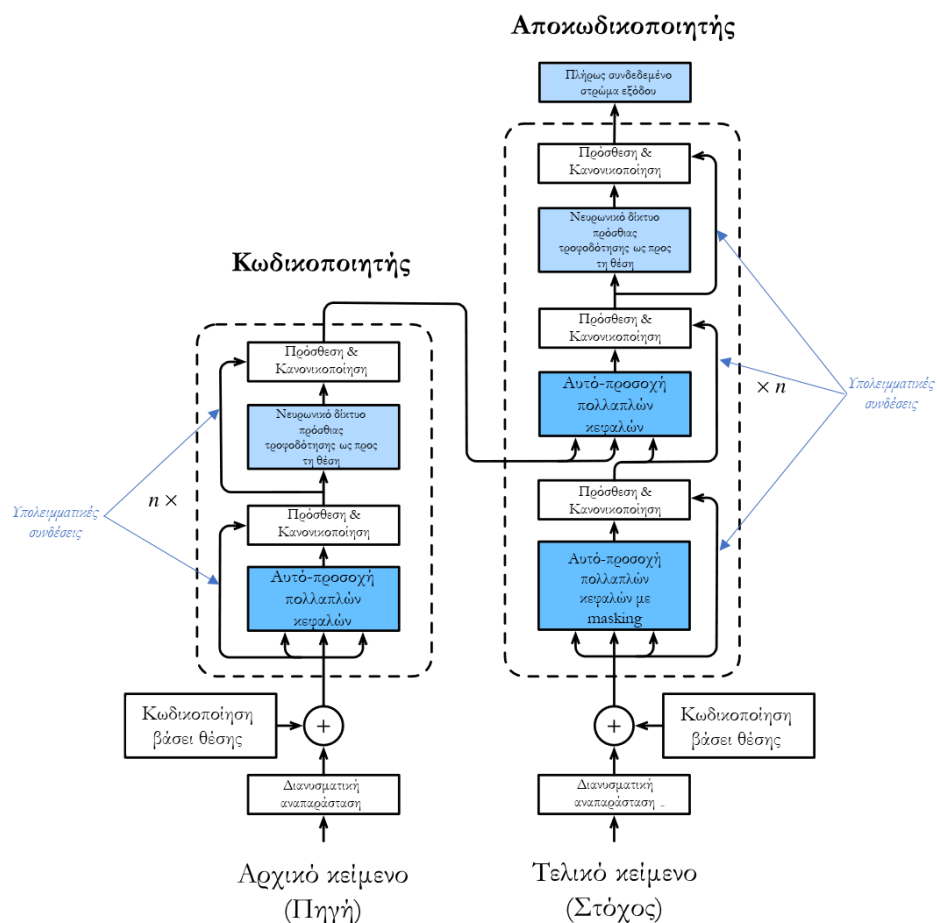 Αποκωδικοποιητής
Πλήρως συνδεδεμένο
στρώμα εξόδου
Πρόσθεση &
Κανονικοποίηση
Νευρωνικό δίκτυο
πρόσθιας
τροφοδότησης ως προς
τη θέση
Πρόσθεση &
Κανονικοποίηση
Αυτό-προσοχή
πολλαπλών
κεφαλών
× n
Υπολειμματικές
συνδέσεις
Πρόσθεση &
Κανονικοποίηση
Αυτό-προσοχή
πολλαπλών
κεφαλών με
masking
Κωδικοποίηση
βάσει θέσης
+
Διανυσματική
αναπαράσταση
Τελικό κείμενο
(Στόχος)
Κωδικοποιητής
Πρόσθεση &
Κανονικοποίηση
Νευρωνικό δίκτυο
πρόσθιας
τροφοδότησης ως προς
τη θέση
n ×
Υπολειμματικές
συνδέσεις
Πρόσθεση &
Κανονικοποίηση
Αυτό-προσοχή
πολλαπλών
κεφαλών
Κωδικοποίηση
βάσει θέσης
+
Διανυσματική
αναπαράσταση
Αρχικό κείμενο
(Πηγή)